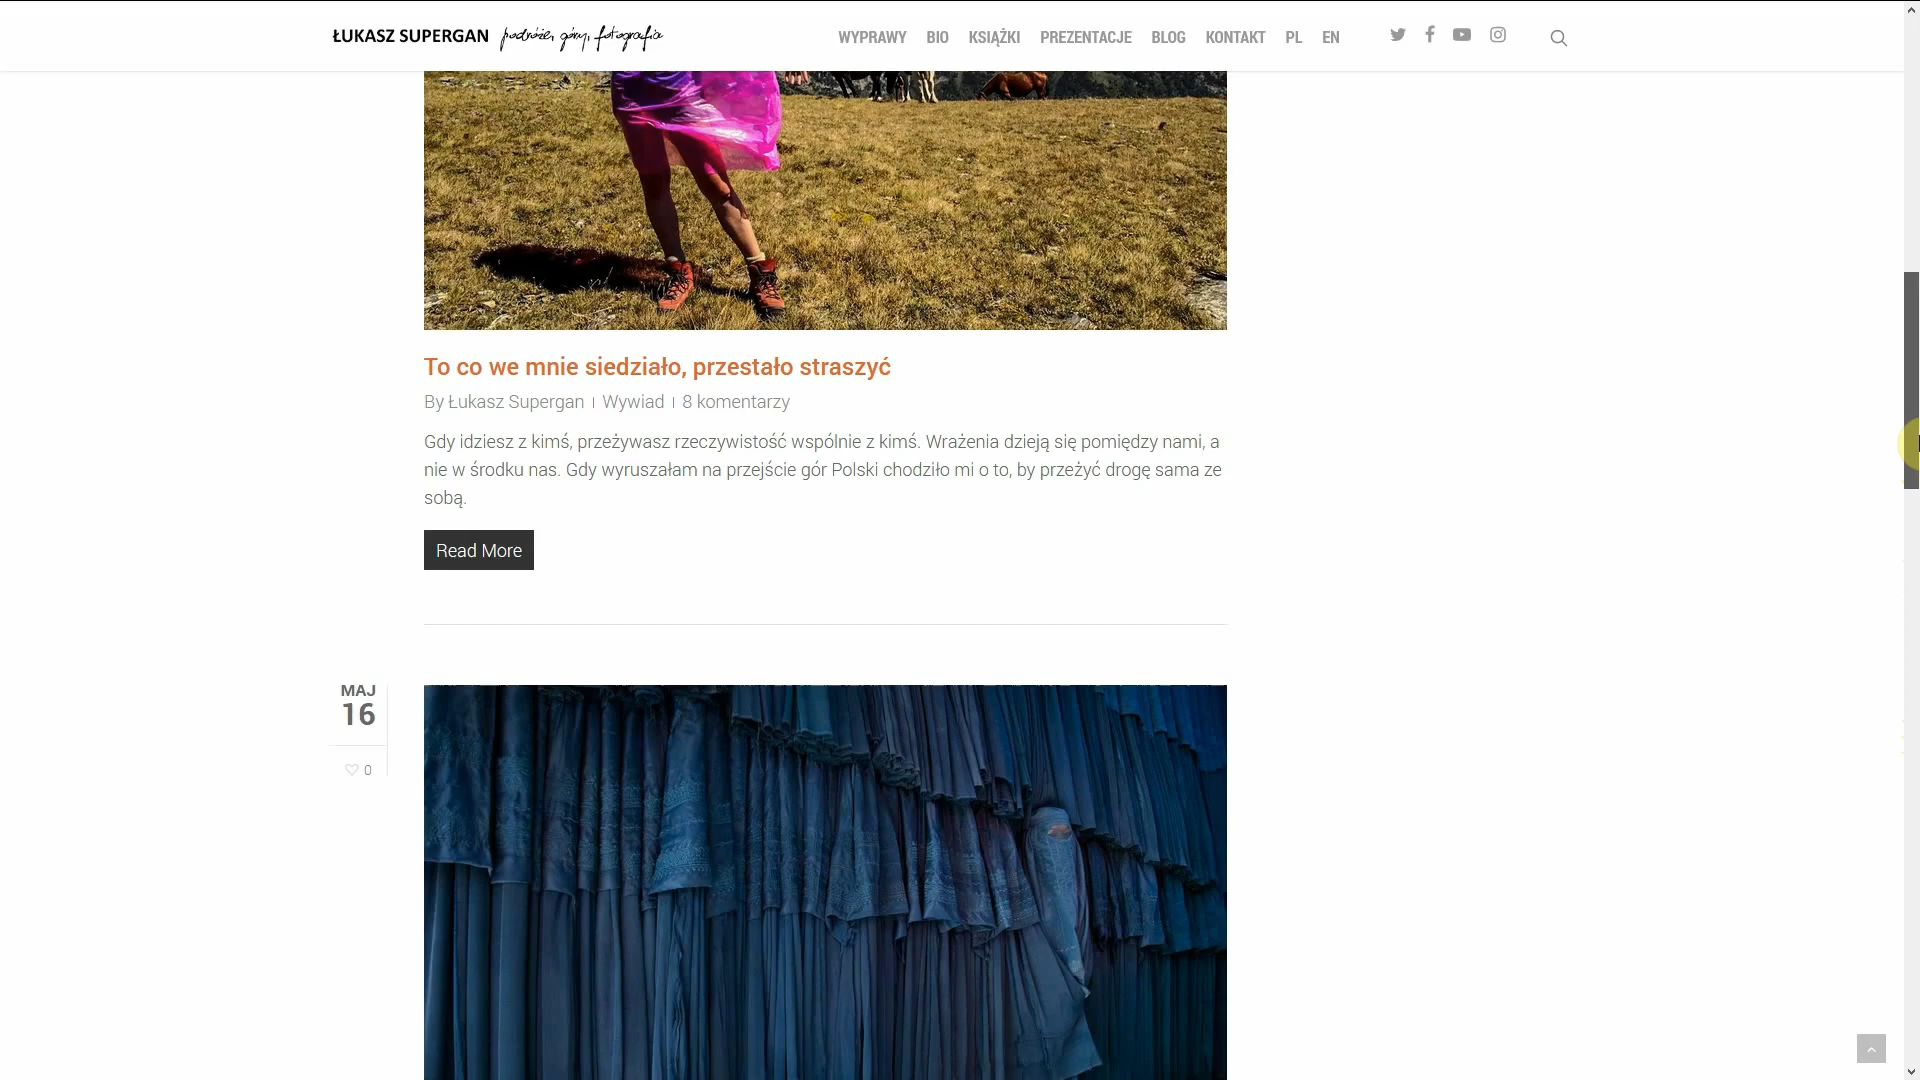 ŁUKASZ SUPERGAN podróże, góry, fotografia
WYPRAWY BIO KSIĄŻKI PREZENTACJE BLOG KONTAKT PL EN
To co we mnie siedziało, przestało straszyć
By Łukasz Supergan | Wywiad | 8 komentarzy
Gdy idziesz z kimś, przeżywasz rzeczywistość wspólnie z kimś. Wrażenia dzieją się pomiędzy nami, a
nie w środku nas. Gdy wyruszałam na przejście gór Polski chodziło mi o to, by przeżyć drogę sama ze
sobą.
Read More
MAJ
16
0